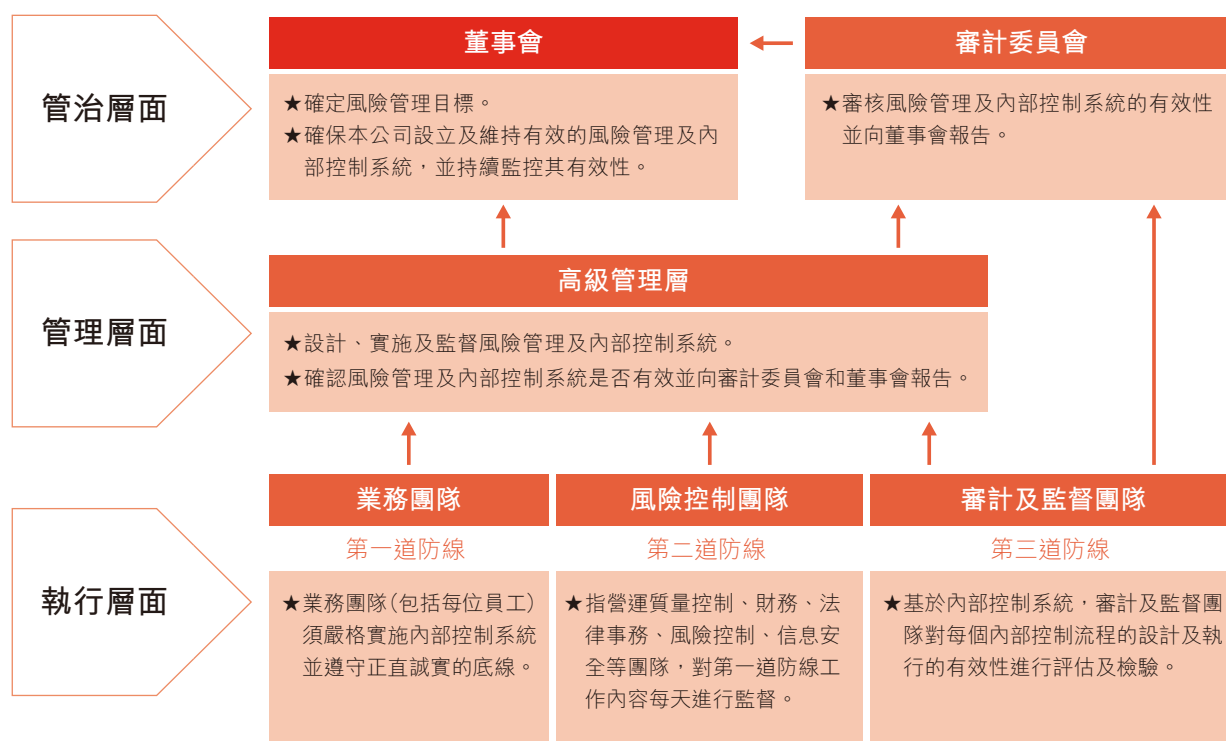 管治層面
董事會
★確定風險管理目標。
★確保本公司設立及維持有效的風險管理及內
部控制系統，並持續監控其有效性。
審計委員會
★審核風險管理及內部控制系統的有效性
並向董事會報告。
管理層面
高級管理層
★設計、實施及監督風險管理及內部控制系統。
★確認風險管理及內部控制系統是否有效並向審計委員會和董事會報告。
執行層面
業務團隊
第一道防線
★業務團隊(包括每位員工)
須嚴格實施內部控制系統
並遵守正直誠實的底線。
風險控制團隊
第二道防線
★指營運質量控制、財務、法
律事務、風險控制、信息安
全等團隊，對第一道防線工
作內容每天進行監督。
審計及監督團隊
第三道防線
★基於內部控制系統，審計及監督團
隊對每個內部控制流程的設計及執
行的有效性進行評估及檢驗。